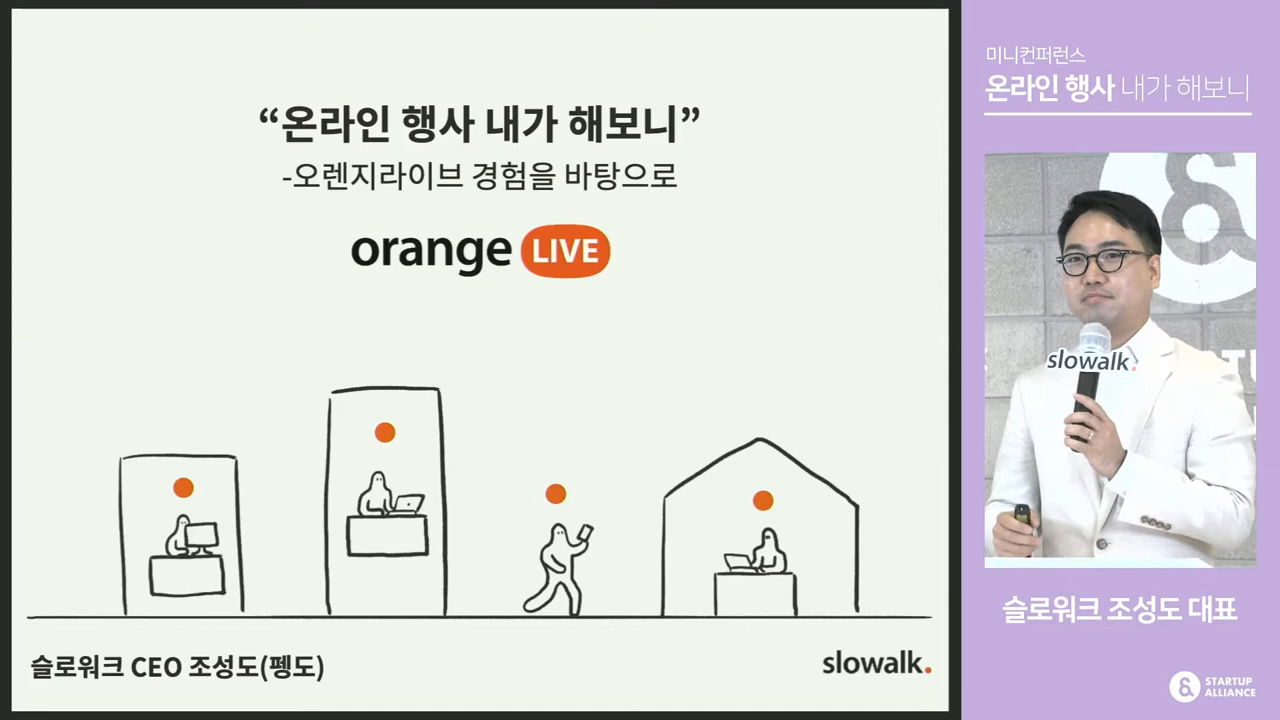 “온라인 행사 내가 해보니”
-오렌지라이브 경험을 바탕으로
orange LIVE
슬로워크 CEO 조성도(펭도)
slowalk.
미니컨퍼런스
온라인 행사 내가 해보니
slowalk.
슬로워크 조성도 대표
STARTUP
ALLIANCE